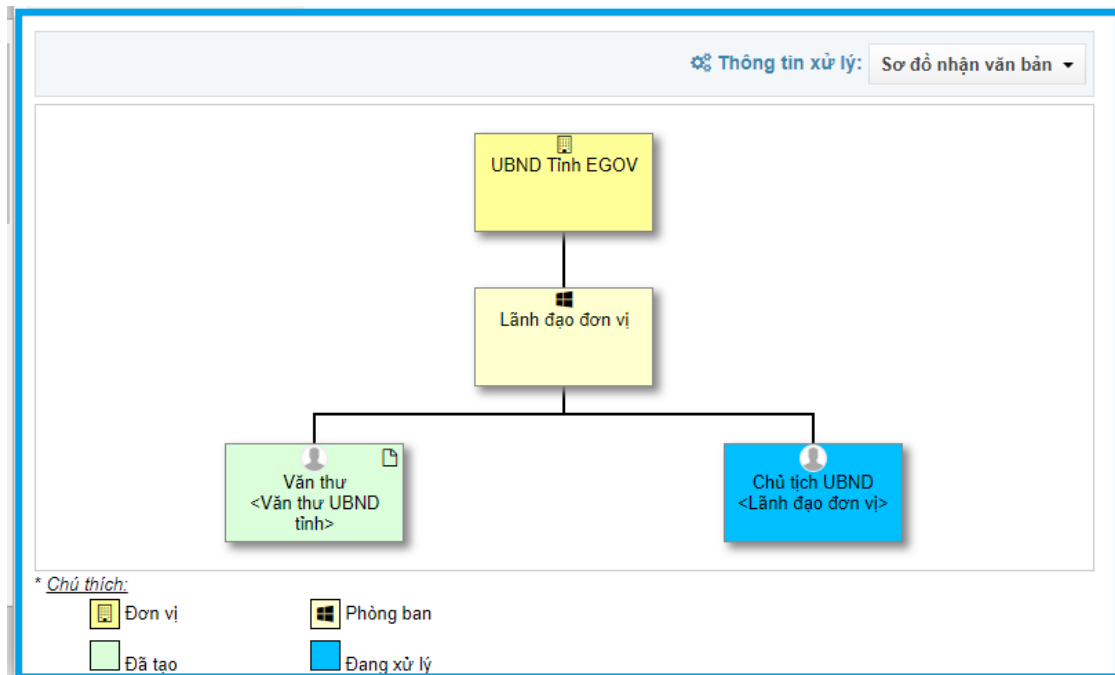 Thông tin xử lý: Sơ đồ nhận văn bản
UBND Tỉnh EGOV
Lãnh đạo đơn vị
Văn thư
<Văn thư UBND
tỉnh>
Chủ tịch UBND
<Lãnh đạo đơn vị>
* Chú thích:
Đơn vị
Phòng ban
Đã tạo
Đang xử lý